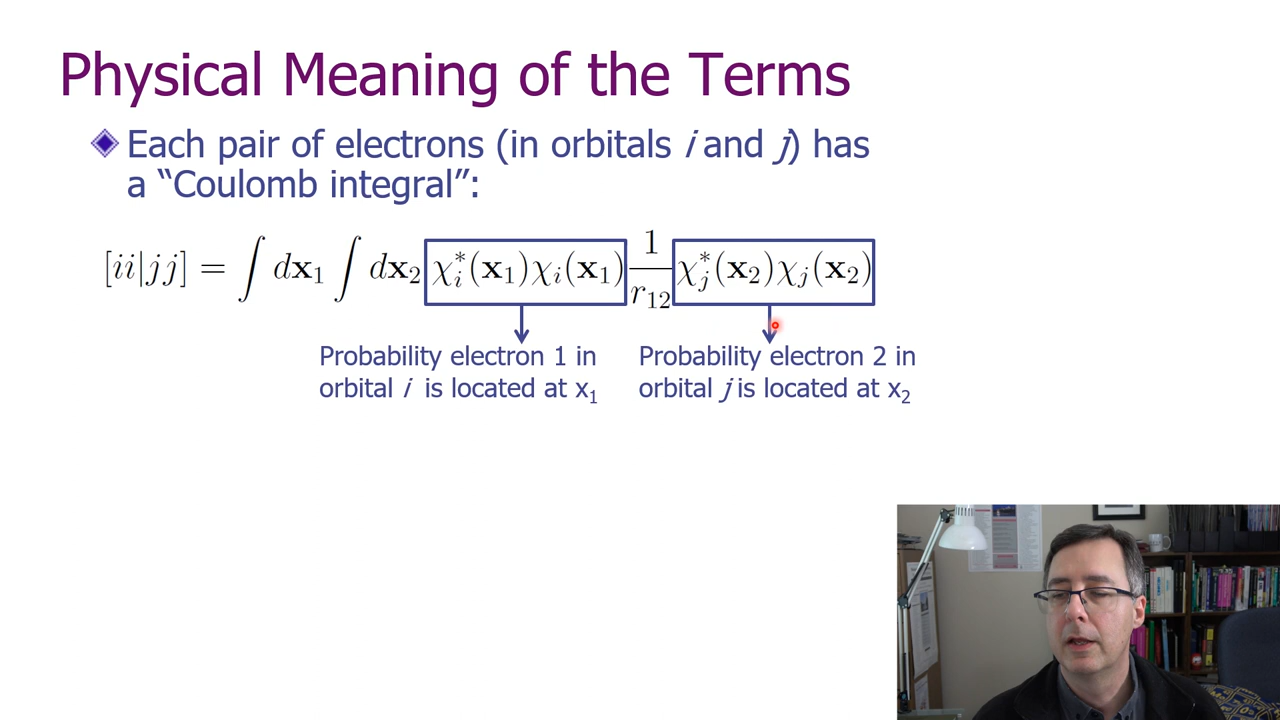 Physical Meaning of the Terms
Each pair of electrons (in orbitals i and j) has
a “Coulomb integral”:
[ii|jj] = ∫ dx₁ ∫ dx₂ χᵢ*(x₁)χᵢ(x₁) 1/r₁₂ χⱼ*(x₂)χⱼ(x₂)
Probability electron 1 in
orbital i is located at x₁
Probability electron 2 in
orbital j is located at x₂